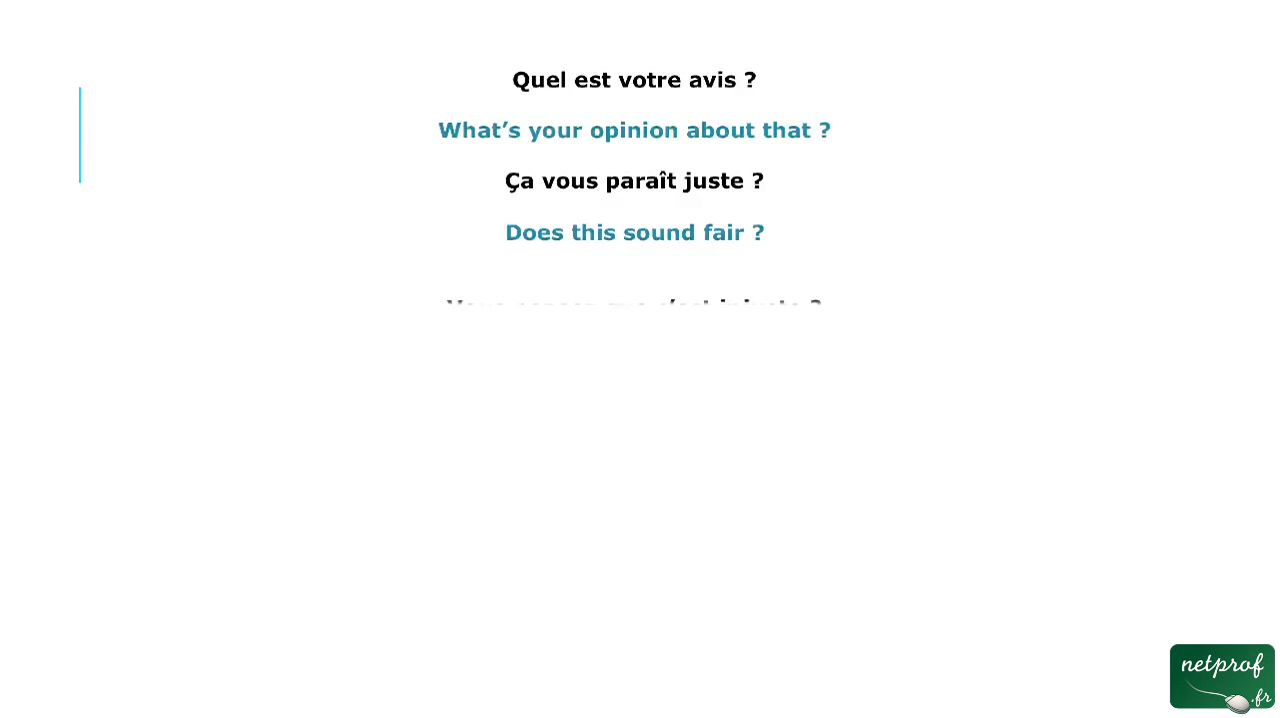 Quel est votre avis ?
What’s your opinion about that ?
Ça vous paraît juste ?
Does this sound fair ?
netprof
.fr